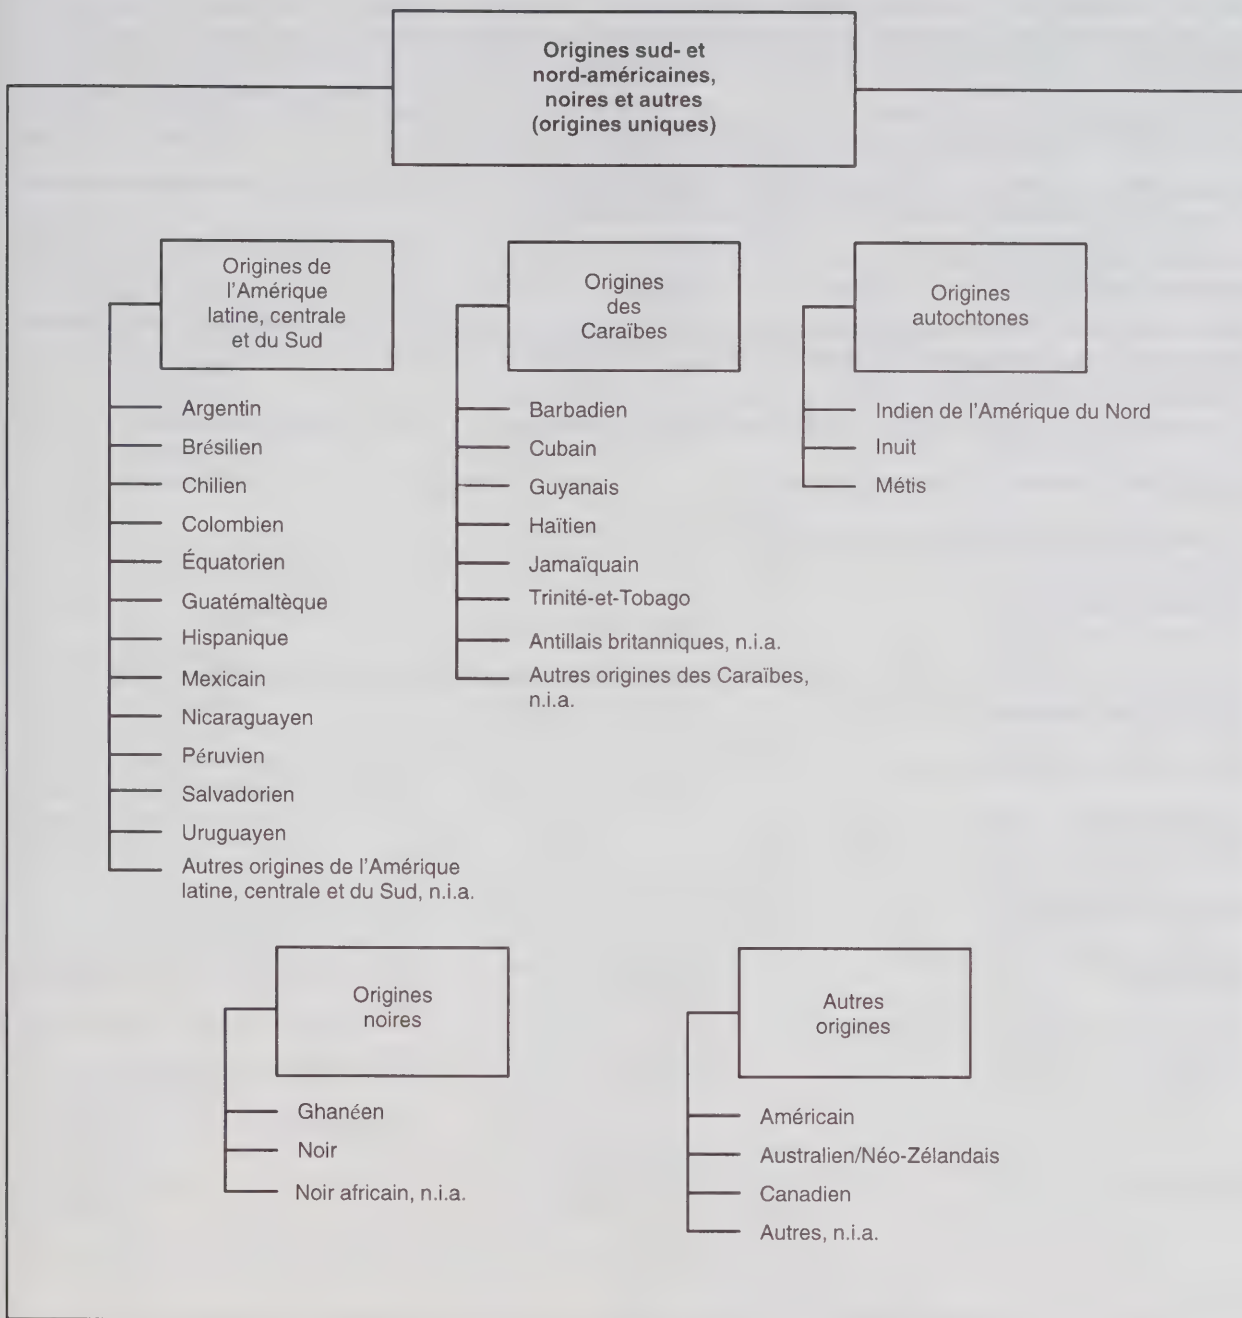 Origines sud- et
nord-américaines,
noires et autres
(origines uniques)
Origines de
l'Amérique
latine, centrale
et du Sud
Argentin
Brésilien
Chilien
Colombien
Équatorien
Guatémaltèque
Hispanique
Mexicain
Nicaraguayen
Péruvien
Salvadorien
Uruguayen
Autres origines de l'Amérique
latine, centrale et du Sud, n.i.a.
Origines
des
Caraïbes
Barbadien
Cubain
Guyanais
Haïtien
Jamaïquain
Trinité-et-Tobago
Antillais britanniques, n.i.a.
Autres origines des Caraïbes,
n.i.a.
Origines
autochtones
Indien de l'Amérique du Nord
Inuit
Métis
Origines
noires
Ghanéen
Noir
Noir africain, n.i.a.
Autres
origines
Américain
Australien/Néo-Zélandais
Canadien
Autres, n.i.a.